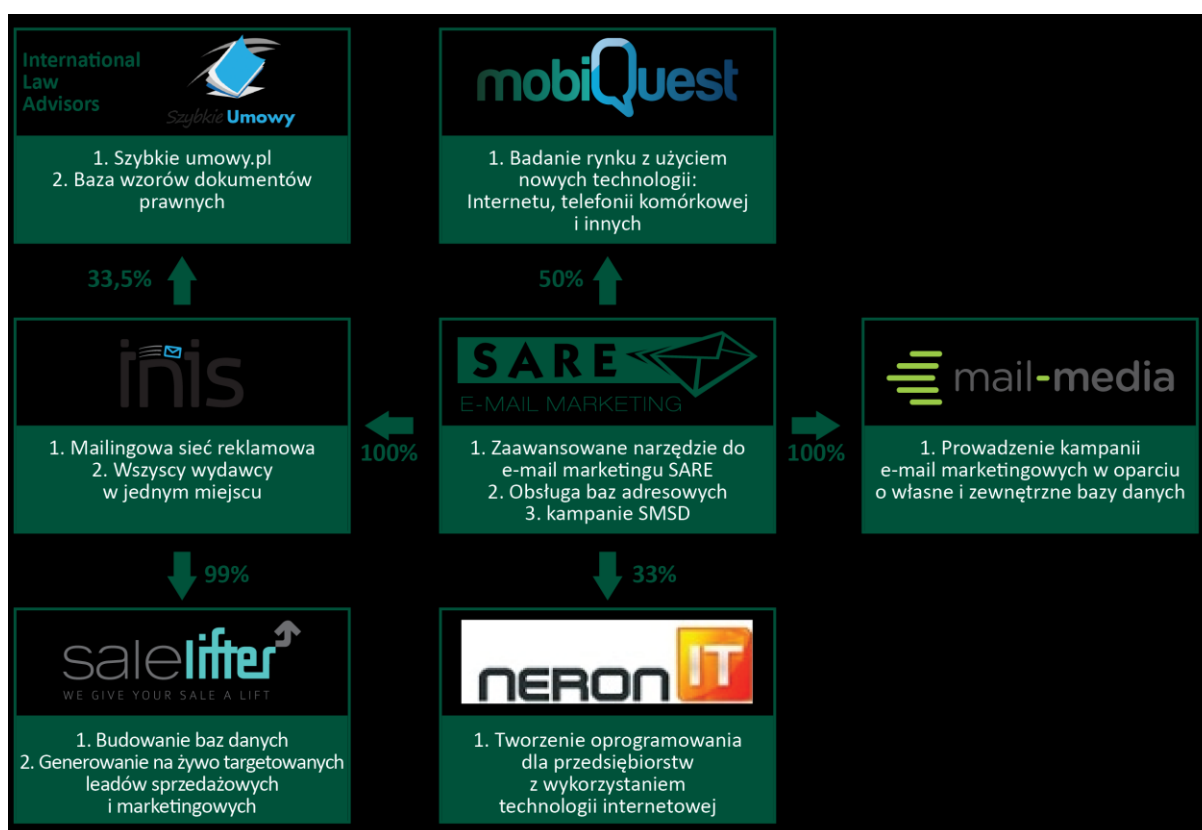 International
Law
Advisors
Szybkie Umowy
1. Szybkie umowy.pl
2. Baza wzorów dokumentów
prawnych
mobiQuest
1. Badanie rynku z użyciem
nowych technologii:
Internetu, telefonii komórkowej
i innych
33,5%
50%
inis
1. Mailingowa sieć reklamowa
2. Wszyscy wydawcy
w jednym miejscu
100%
SARE
E-MAIL MARKETING
1. Zaawansowane narzędzie do
e-mail marketingu SARE
2. Obsługa baz adresowych
3. kampanie SMSD
100%
mail-media
1. Prowadzenie kampanii
e-mail marketingowych w oparciu
o własne i zewnętrzne bazy danych
99%
33%
salelifter
WE GIVE YOUR SALE A LIFT
1. Budowanie baz danych
2. Generowanie na żywo targetowanych
leadów sprzedażowych
i marketingowych
neron IT
1. Tworzenie oprogramowania
dla przedsiębiorstw
z wykorzystaniem
technologii internetowej